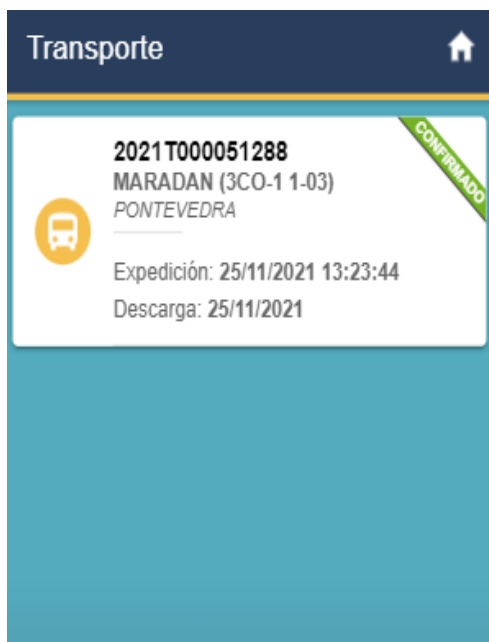 Transporte
CONFIRMADO
2021T000051288
MARADAN (3CO-1 1-03)
PONTEVEDRA
Expedición: 25/11/2021 13:23:44
Descarga: 25/11/2021